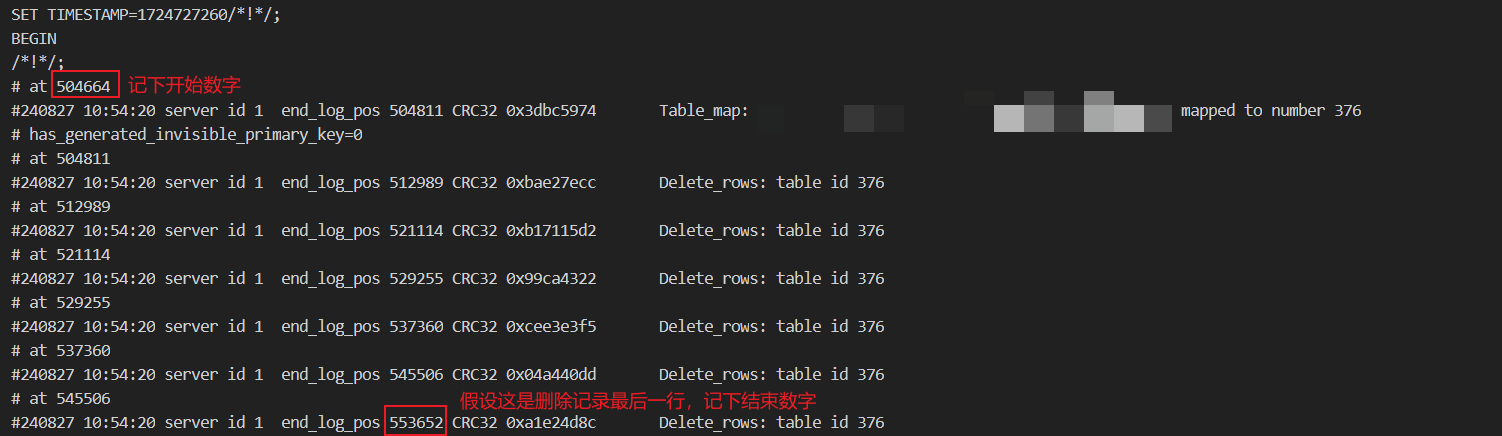 SET TIMESTAMP=1724727260/*!*/;
BEGIN
/*!*/;
# at 504664 记下开始数字
#240827 10:54:20 server id 1  end_log_pos 504811 CRC32 0x3dbc5974 Table_map: mapped to number 376
# has_generated_invisible_primary_key=0
# at 504811
#240827 10:54:20 server id 1  end_log_pos 512989 CRC32 0xbae27ecc Delete_rows: table id 376
# at 512989
#240827 10:54:20 server id 1  end_log_pos 521114 CRC32 0xb17115d2 Delete_rows: table id 376
# at 521114
#240827 10:54:20 server id 1  end_log_pos 529255 CRC32 0x99ca4322 Delete_rows: table id 376
# at 529255
#240827 10:54:20 server id 1  end_log_pos 537360 CRC32 0xcee3e3f5 Delete_rows: table id 376
# at 537360
#240827 10:54:20 server id 1  end_log_pos 545506 CRC32 0x04a440dd Delete_rows: table id 376
# at 545506 假设这是删除记录最后一行，记下结束数字
#240827 10:54:20 server id 1  end_log_pos 553652 CRC32 0xa1e24d8c Delete_rows: table id 376